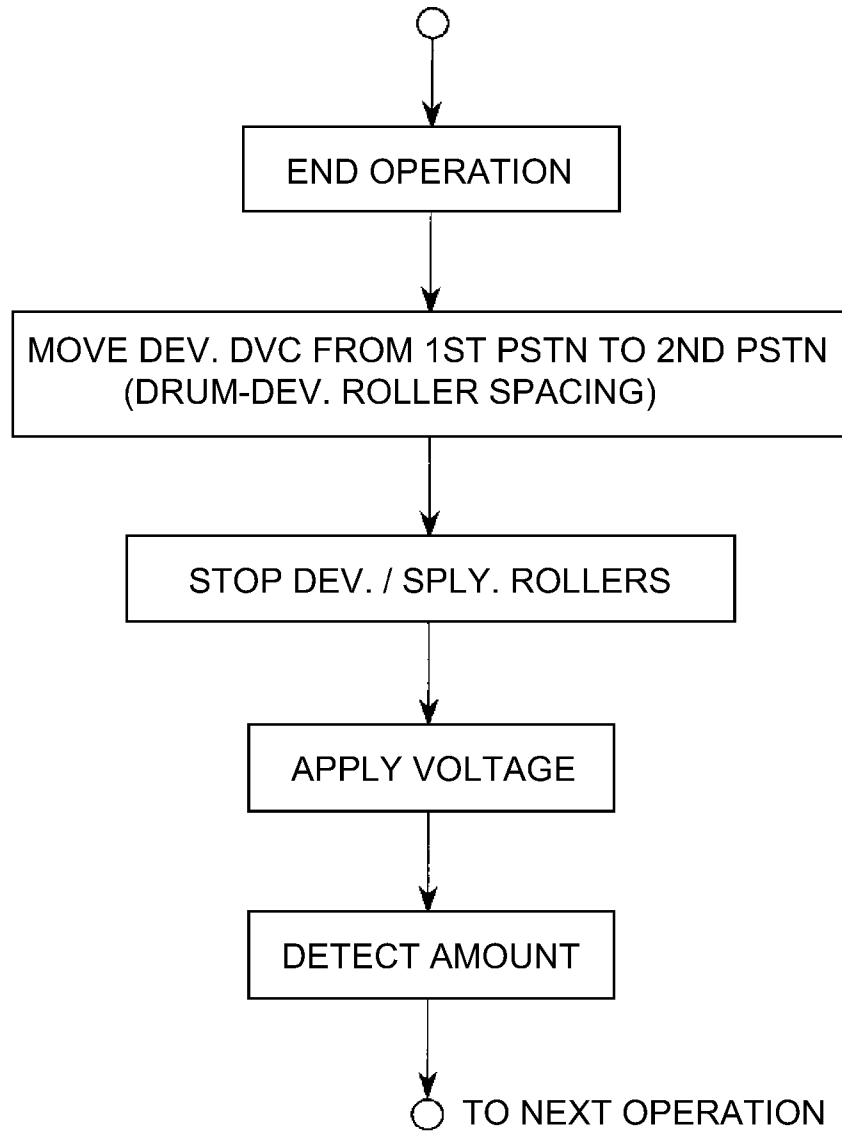 END OPERATION
MOVE DEV. DVC FROM 1ST PSTN TO 2ND PSTN
(DRUM-DEV. ROLLER SPACING)
STOP DEV. / SPLY. ROLLERS
APPLY VOLTAGE
DETECT AMOUNT
TO NEXT OPERATION